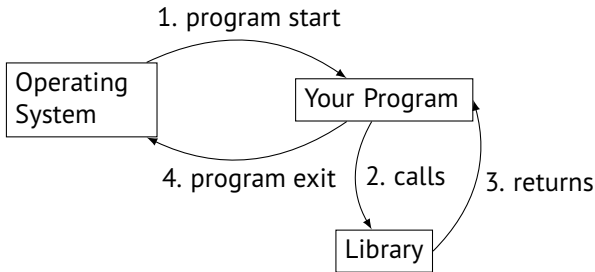 1. program start
Operating
System
Your Program
4. program exit
2. calls
3. returns
Library